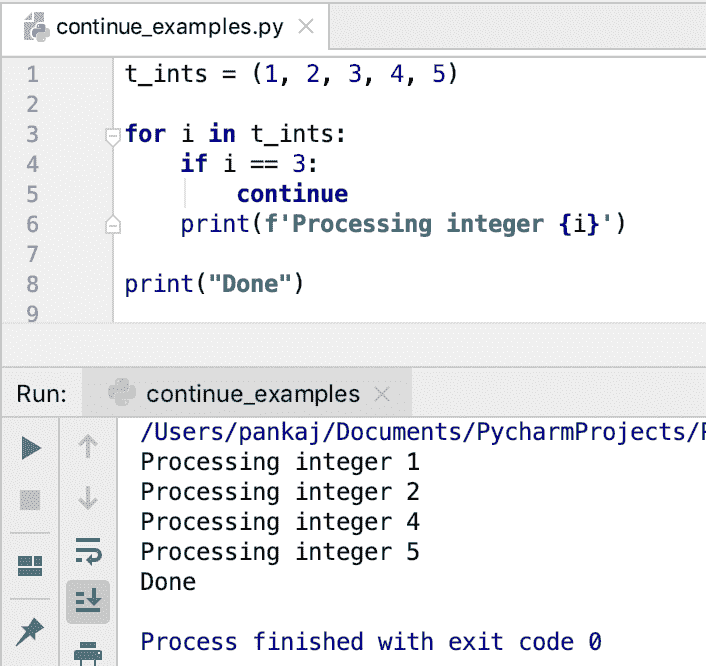 continue_examples.py
1 t_ints = (1, 2, 3, 4, 5)
2
3 for i in t_ints:
4     if i == 3:
5         continue
6     print(f'Processing integer {i}')
7
8 print("Done")
9
Run: continue_examples
/Users/pankaj/Documents/PycharmProjects/
Processing integer 1
Processing integer 2
Processing integer 4
Processing integer 5
Done
Process finished with exit code 0